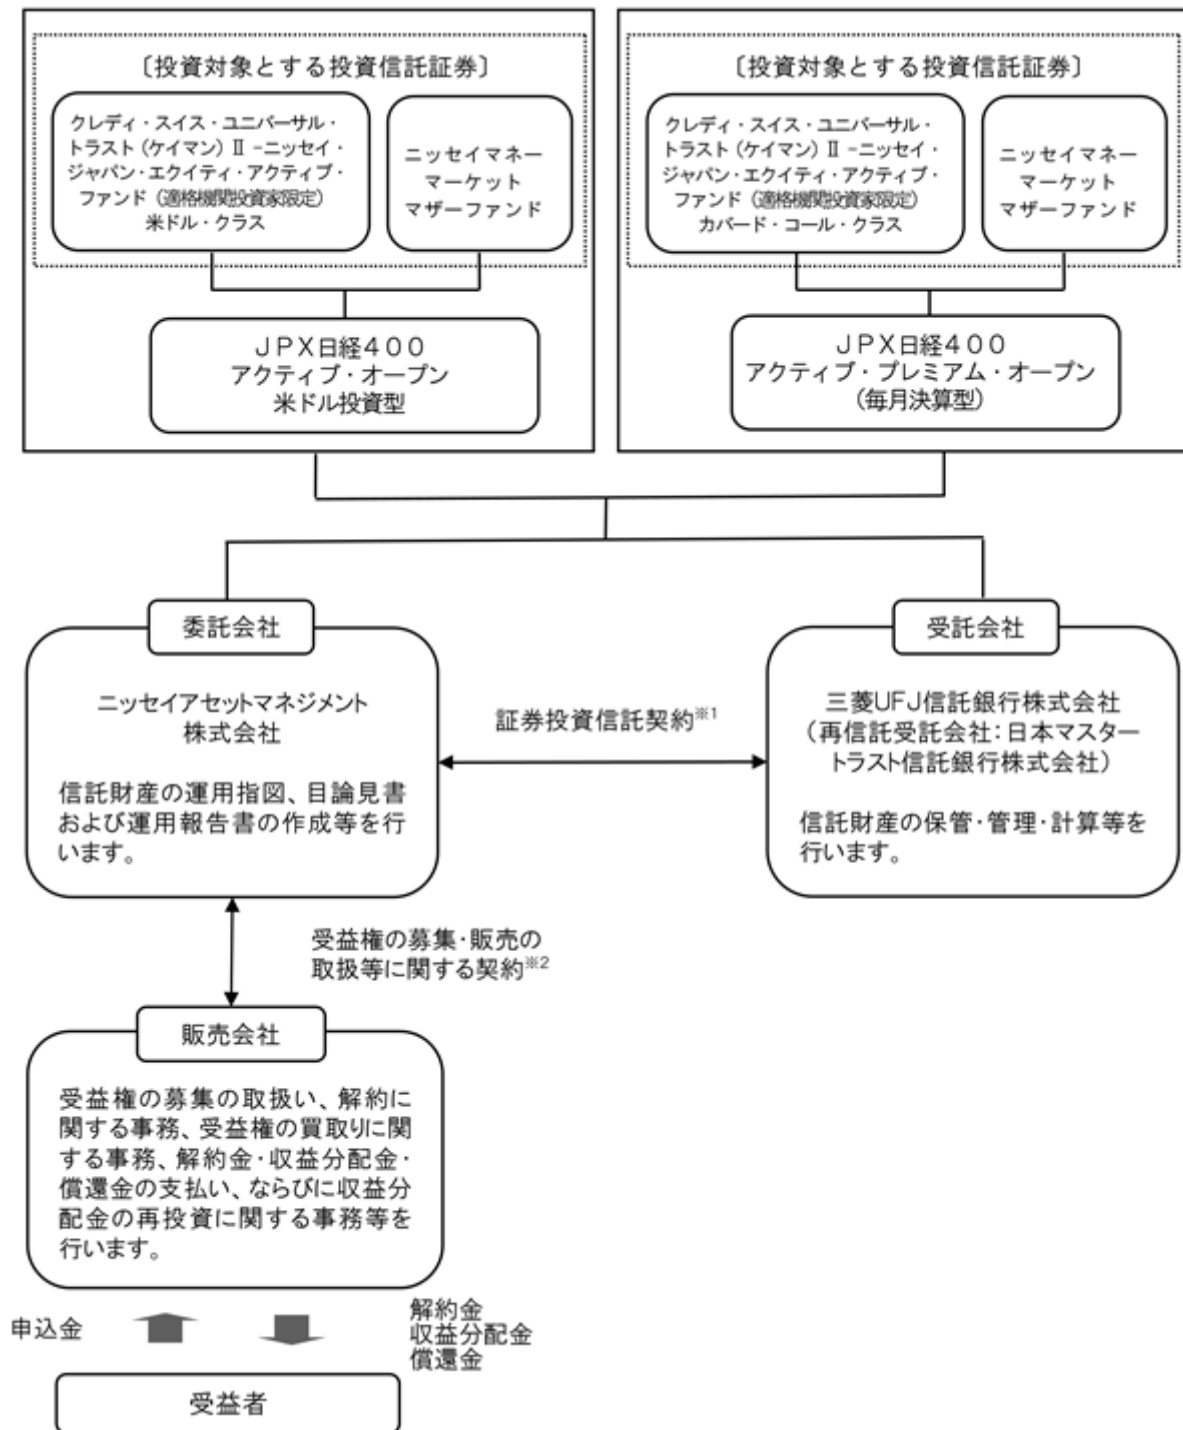 〔投資対象とする投資信託証券〕
クレディ・スイス・ユニバーサル・
トラスト（ケイマン）Ⅱ －ニッセイ・
ジャパン・エクイティ・アクティブ・
ファンド（適格機関投資家限定）
米ドル・クラス
ニッセイマネー
マーケット
マザーファンド
JPX日経400
アクティブ・オープン
米ドル投資型
〔投資対象とする投資信託証券〕
クレディ・スイス・ユニバーサル・
トラスト（ケイマン）Ⅱ －ニッセイ・
ジャパン・エクイティ・アクティブ・
ファンド（適格機関投資家限定）
カバード・コール・クラス
ニッセイマネー
マーケット
マザーファンド
JPX日経400
アクティブ・プレミアム・オープン
（毎月決算型）
委託会社
ニッセイアセットマネジメント
株式会社
信託財産の運用指図、目論見書
および運用報告書の作成等を行
います。
証券投資信託契約※1
受託会社
三菱UFJ信託銀行株式会社
（再信託受託会社：日本マスター
トラスト信託銀行株式会社）
信託財産の保管・管理・計算等を
行います。
受益権の募集・販売の
取扱等に関する契約※2
販売会社
受益権の募集の取扱い、解約に
関する事務、受益権の買取りに関
する事務、解約金・収益分配金・
償還金の支払い、ならびに収益分
配金の再投資に関する事務等を
行います。
申込金
解約金
収益分配金
償還金
受益者